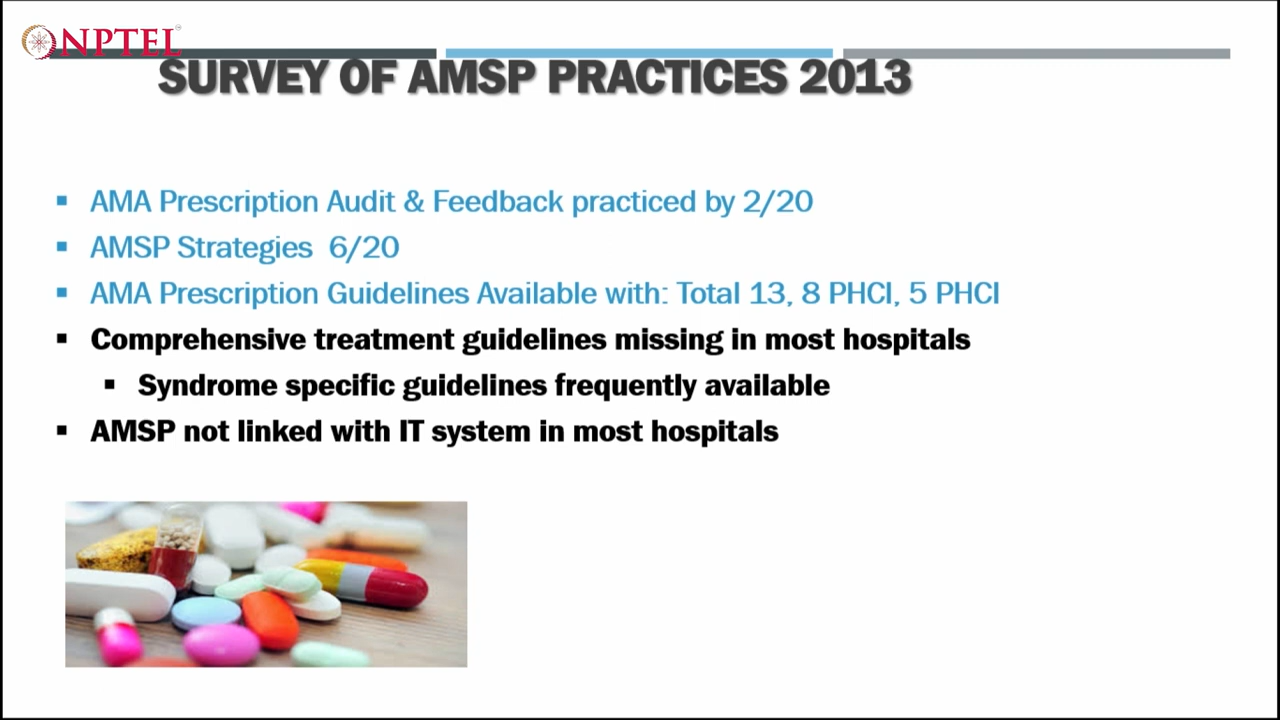 NPTEL
SURVEY OF AMSP PRACTICES 2013
▪ AMA Prescription Audit & Feedback practiced by 2/20
▪ AMSP Strategies 6/20
▪ AMA Prescription Guidelines Available with: Total 13, 8 PHCI, 5 PHCI
▪ Comprehensive treatment guidelines missing in most hospitals
▪ Syndrome specific guidelines frequently available
▪ AMSP not linked with IT system in most hospitals